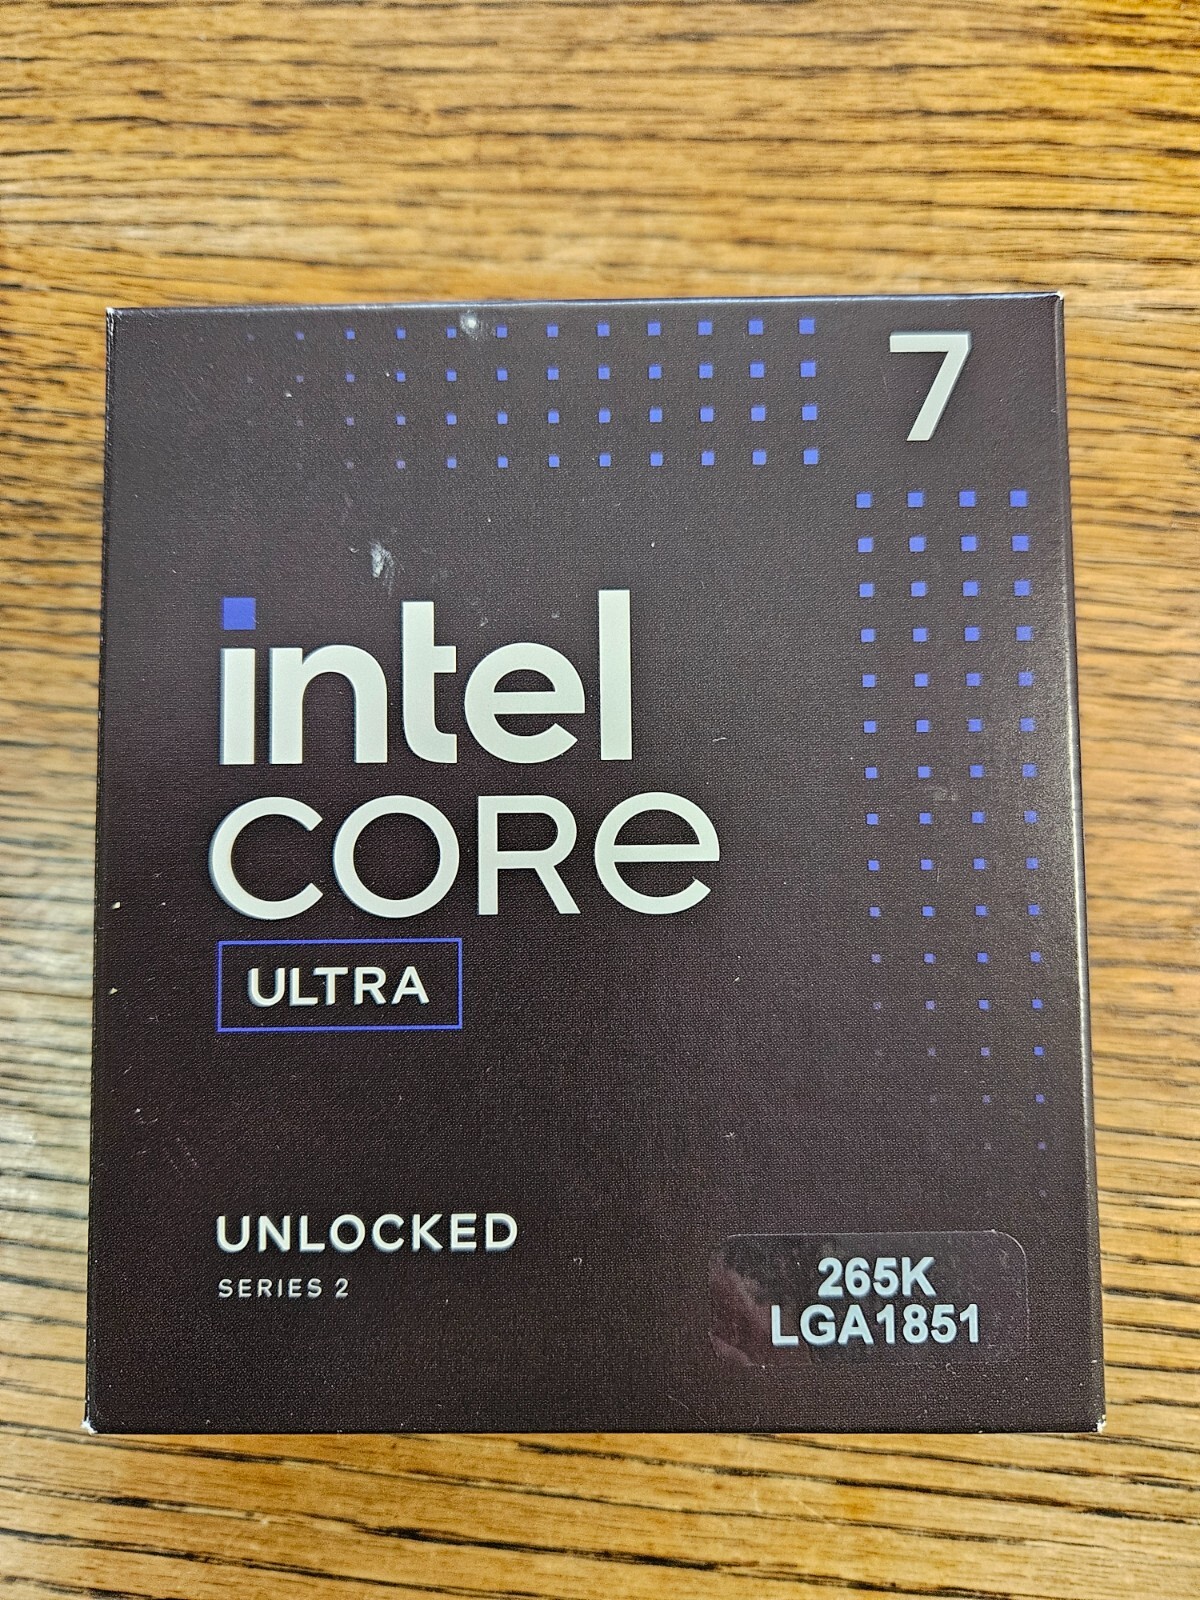 7
intel
CORE
ULTRA
UNLOCKED
SERIES 2
265K
LGA1851